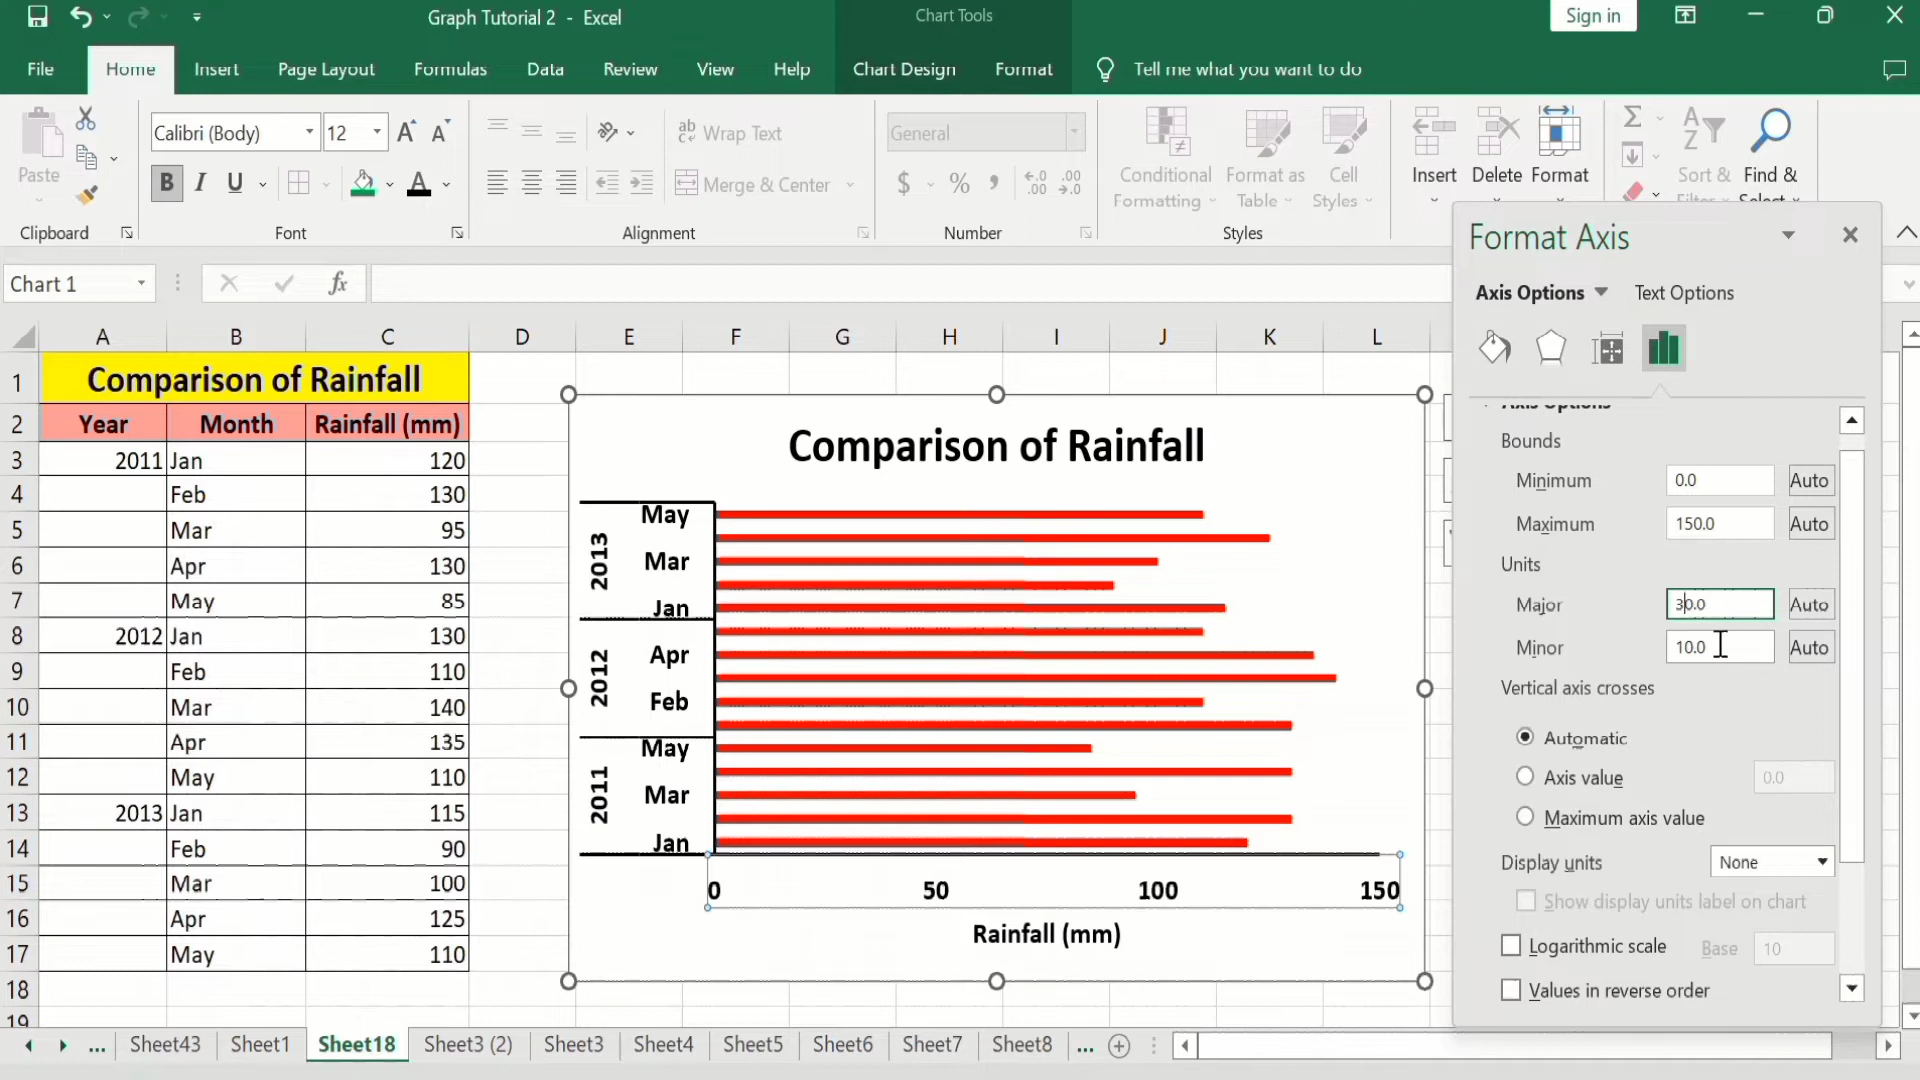 Graph Tutorial 2 - Excel
Chart Tools
Sign in
File Home Insert Page Layout Formulas Data Review View Help Chart Design Format Tell me what you want to do
Paste
Calibri (Body) 12
B I U
ab Wrap Text
Merge & Center
General
$ % ,
Conditional Formatting
Format as Table
Cell Styles
Insert
Delete
Format
Sort &
Find &
Clipboard Font Alignment Number Styles
Chart 1
fx
A B C D E F G H I J K L
1 Comparison of Rainfall
2 Year Month Rainfall (mm)
3 2011 Jan 120
4 Feb 130
5 Mar 95
6 Apr 130
7 May 85
8 2012 Jan 130
9 Feb 110
10 Mar 140
11 Apr 135
12 May 110
13 2013 Jan 115
14 Feb 90
15 Mar 100
16 Apr 125
17 May 110
18
19
Comparison of Rainfall
2013
May
Mar
Jan
2012
Apr
Feb
2011
May
Mar
Jan
0 50 100 150
Rainfall (mm)
Format Axis
Axis Options Text Options
Axis Options
Bounds
Minimum 0.0 Auto
Maximum 150.0 Auto
Units
Major 30.0 Auto
Minor 10.0 Auto
Vertical axis crosses
Automatic
Axis value 0.0
Maximum axis value
Display units None
Show display units label on chart
Logarithmic scale Base 10
Values in reverse order
... Sheet43 Sheet1 Sheet18 Sheet3 (2) Sheet3 Sheet4 Sheet5 Sheet6 Sheet7 Sheet8 ...